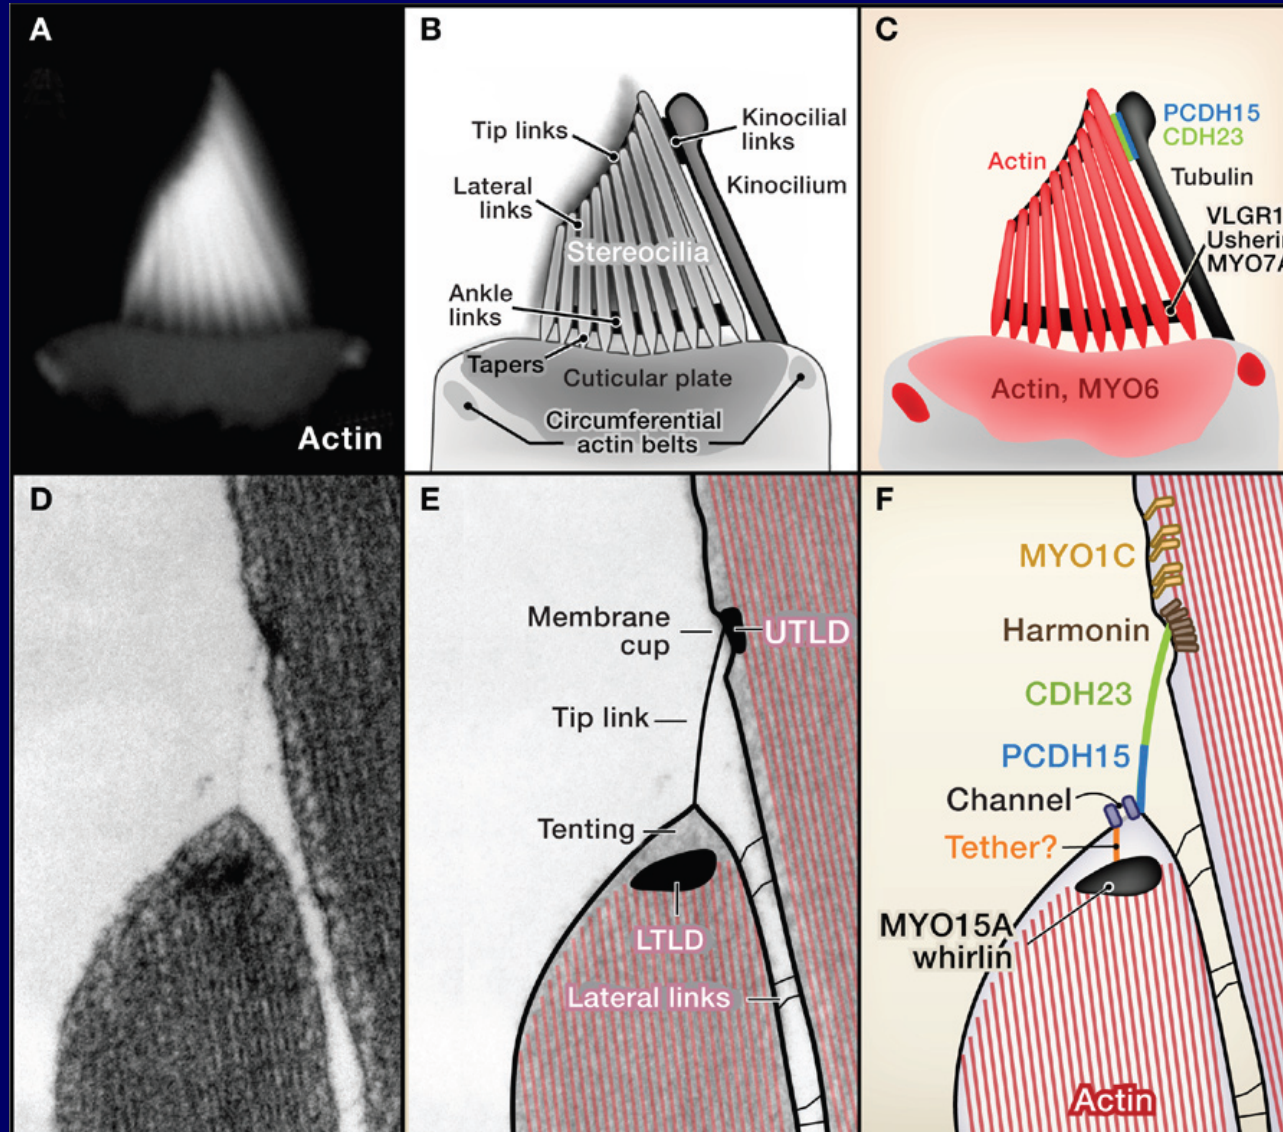 A
Actin
B
Tip links
Kinocilial
links
Lateral
links
Kinocilium
Stereocilia
Ankle
links
Tapers
Cuticular plate
Circumferential
actin belts
C
PCDH15
CDH23
Actin
Tubulin
VLGR1
Usheri
MYO7A
Actin, MYO6
D
E
Membrane
cup
UTLD
Tip link
Tenting
LTLD
Lateral links
F
MYO1C
Harmonin
CDH23
PCDH15
Channel
Tether?
MYO15A
whirlin
Actin